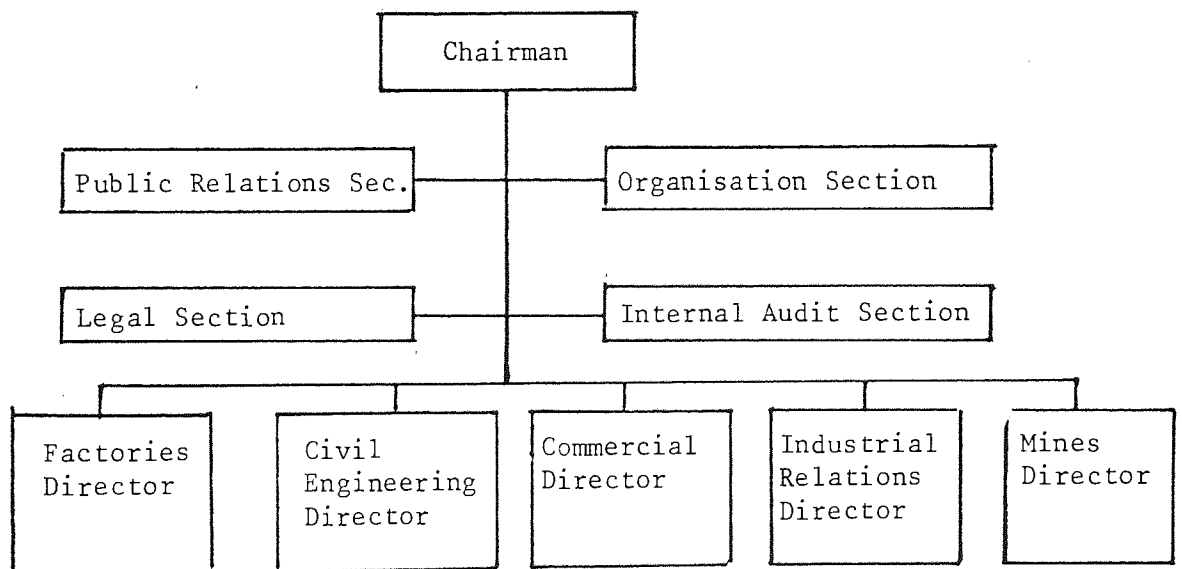 Chairman
Public Relations Sec.
Organisation Section
Legal Section
Internal Audit Section
Factories
Director
Civil
Engineering
Director
Commercial
Director
Industrial
Relations
Director
Mines
Director